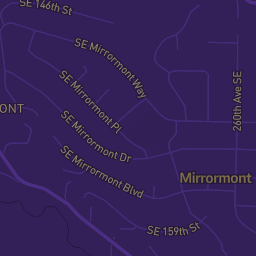 SE 146th St
SE Mirrormont Way
SE Mirrormont Pl
260th Ave SE
ONT
SE Mirrormont Dr
SE Mirrormont Blvd
Mirrormont
SE 159th St